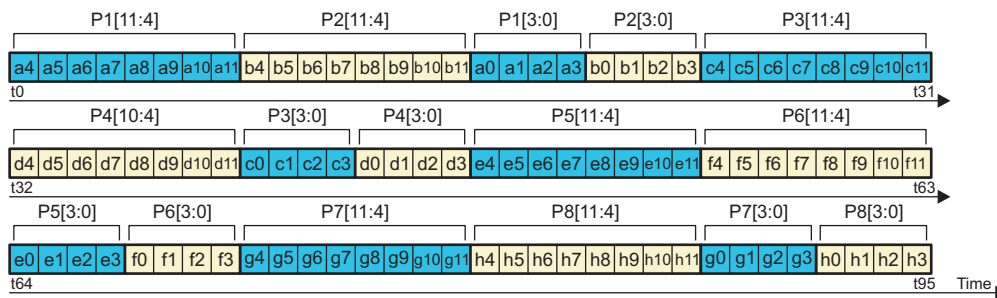 P1[11:4] P2[11:4] P1[3:0] P2[3:0] P3[11:4]
a4 a5 a6 a7 a8 a9 a10 a11 b4 b5 b6 b7 b8 b9 b10 b11 a0 a1 a2 a3 b0 b1 b2 b3 c4 c5 c6 c7 c8 c9 c10 c11
t0 t31
P4[10:4] P3[3:0] P4[3:0] P5[11:4] P6[11:4]
d4 d5 d6 d7 d8 d9 d10 d11 c0 c1 c2 c3 d0 d1 d2 d3 e4 e5 e6 e7 e8 e9 e10 e11 f4 f5 f6 f7 f8 f9 f10 f11
t32 t63
P5[3:0] P6[3:0] P7[11:4] P8[11:4] P7[3:0] P8[3:0]
e0 e1 e2 e3 f0 f1 f2 f3 g4 g5 g6 g7 g8 g9 g10 g11 h4 h5 h6 h7 h8 h9 h10 h11 g0 g1 g2 g3 h0 h1 h2 h3
t64 t95 Time